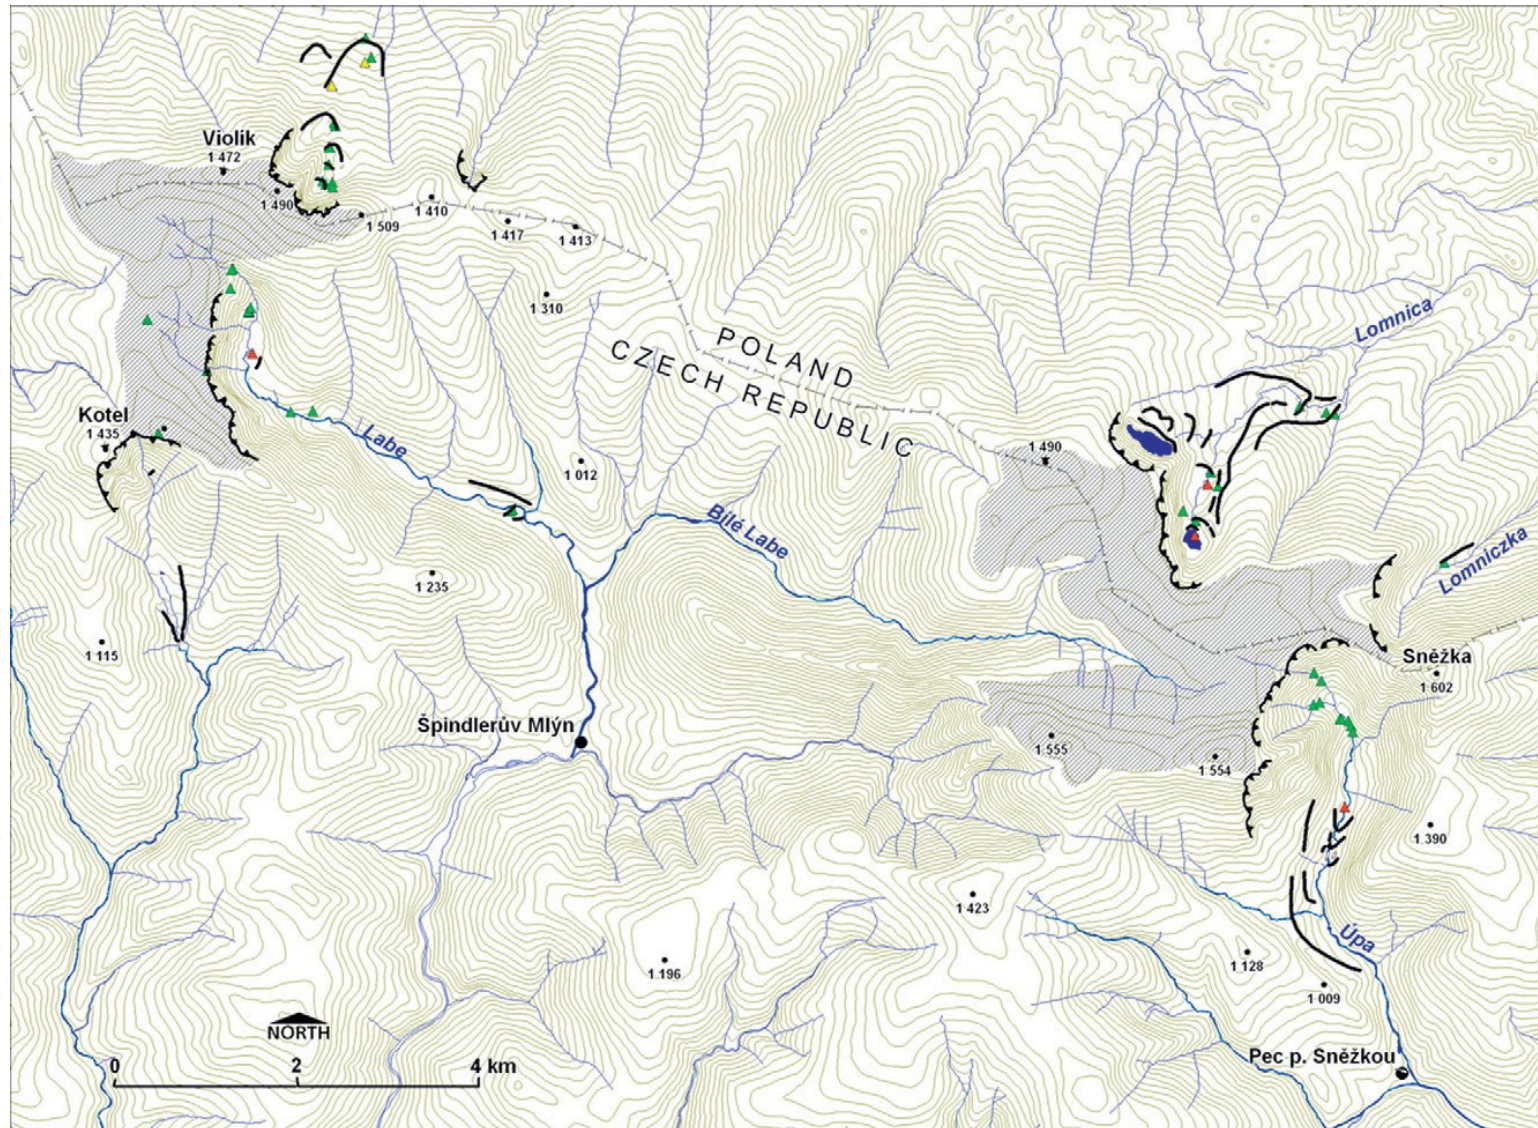 Violik
1 472
1 490
1 509
1 410
1 417
1 413
1 310
POLAND
CZECH REPUBLIC
Lomnica
Kotel
1 435
Labe
1 012
1 490
Bílé Labe
1 235
Lomniczka
1 115
Sněžka
1 602
Špindlerův Mlýn
1 555
1 554
1 390
1 423
Úpa
1 196
1 128
1 009
NORTH
Pec p. Sněžkou
0 2 4 km